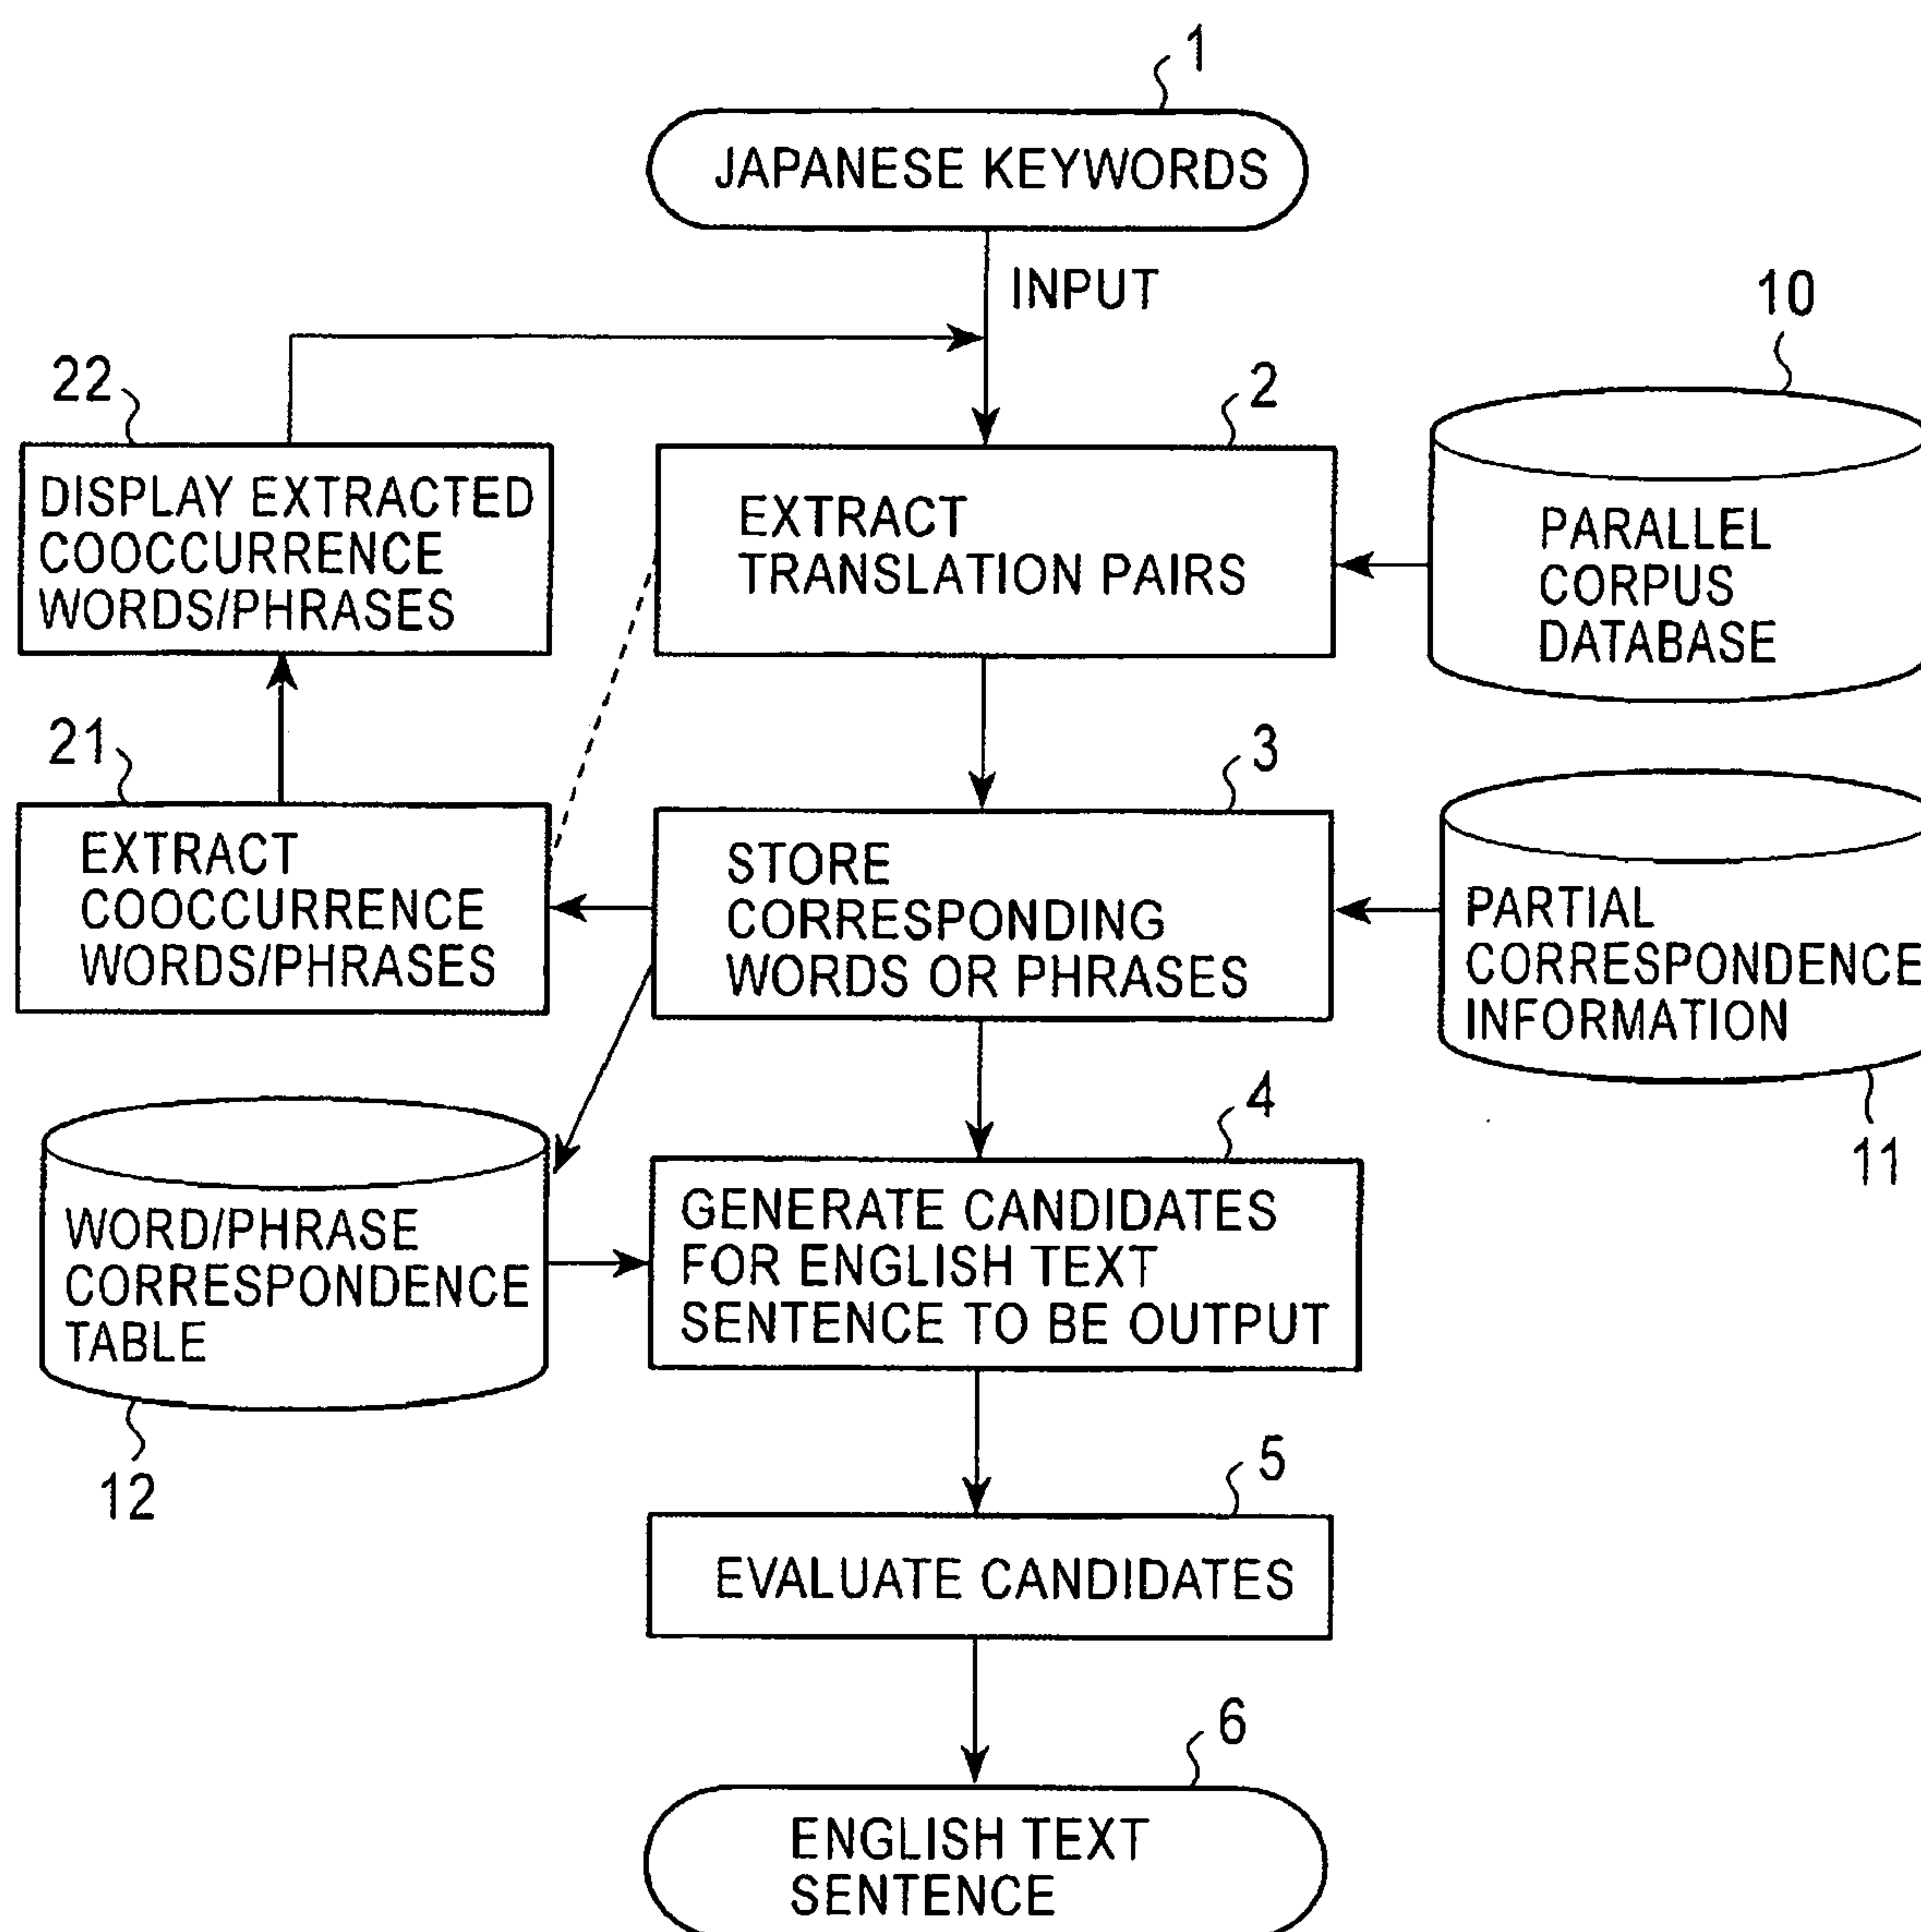 1
JAPANESE KEYWORDS
INPUT
10
22
2
DISPLAY EXTRACTED
COOCCURRENCE
WORDS/PHRASES
EXTRACT
TRANSLATION PAIRS
PARALLEL
CORPUS
DATABASE
21
3
EXTRACT
COOCCURRENCE
WORDS/PHRASES
STORE
CORRESPONDING
WORDS OR PHRASES
PARTIAL
CORRESPONDENCE
INFORMATION
11
4
WORD/PHRASE
CORRESPONDENCE
TABLE
12
GENERATE CANDIDATES
FOR ENGLISH TEXT
SENTENCE TO BE OUTPUT
5
EVALUATE CANDIDATES
6
ENGLISH TEXT
SENTENCE